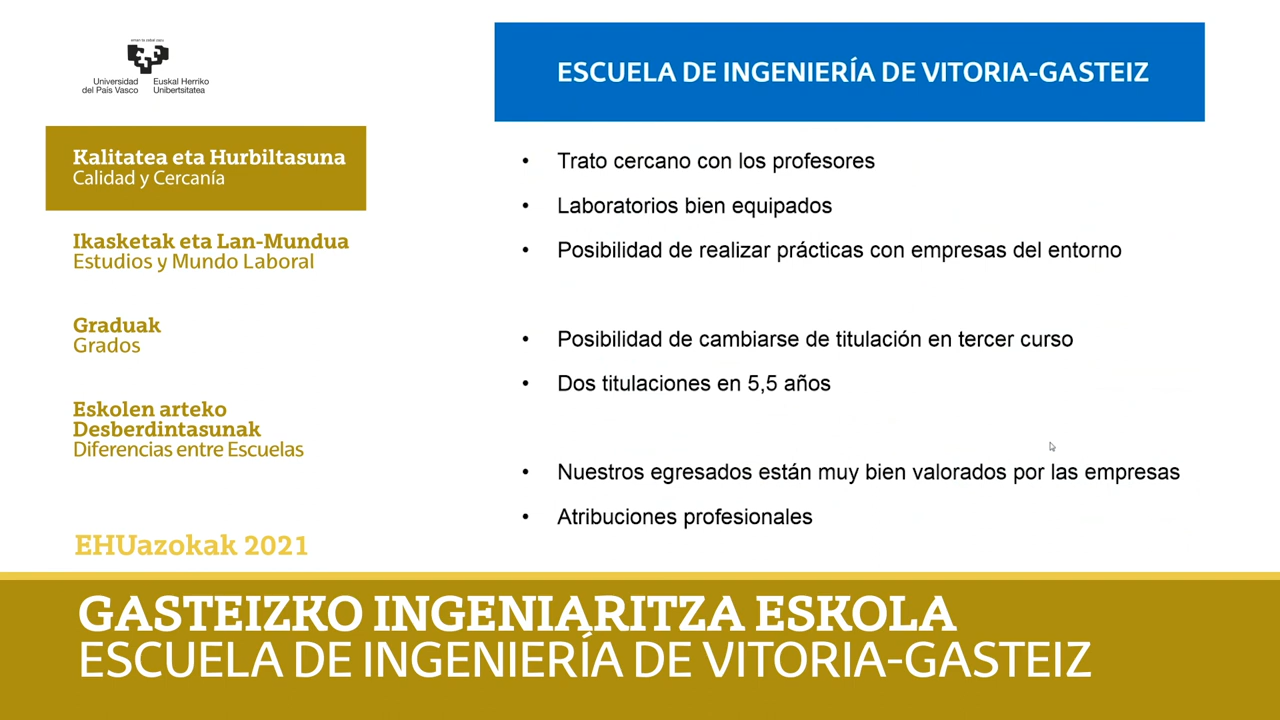 Universidad del País Vasco
Euskal Herriko Unibertsitatea
Kalitatea eta Hurbiltasuna
Calidad y Cercanía
Ikasketak eta Lan-Mundua
Estudios y Mundo Laboral
Graduak
Grados
Eskolen arteko
Desberdintasunak
Diferencias entre Escuelas
EHUazokak 2021
ESCUELA DE INGENIERÍA DE VITORIA-GASTEIZ
• Trato cercano con los profesores
• Laboratorios bien equipados
• Posibilidad de realizar prácticas con empresas del entorno
• Posibilidad de cambiarse de titulación en tercer curso
• Dos titulaciones en 5,5 años
• Nuestros egresados están muy bien valorados por las empresas
• Atribuciones profesionales
GASTEIZKO INGENIARITZA ESKOLA
ESCUELA DE INGENIERÍA DE VITORIA-GASTEIZ